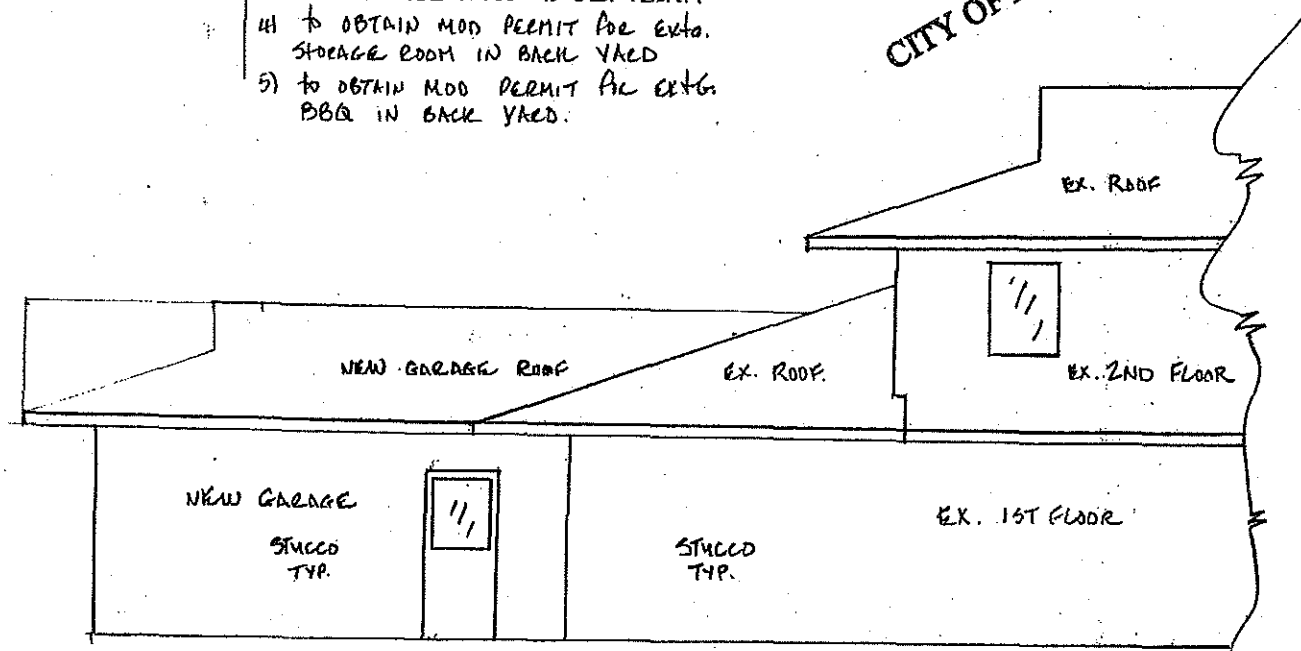 4) to OBTAIN MOD PERMIT FOR EXTG.
STORAGE ROOM IN BACK YARD
5) to OBTAIN MOD PERMIT FOR EXTG.
BBQ IN BACK YARD.
CITY OF
EX. ROOF
NEW GARAGE ROOF
EX. ROOF.
EX. 2ND FLOOR
NEW GARAGE
STUCCO
TYP.
STUCCO
TYP.
EX. 1ST FLOOR